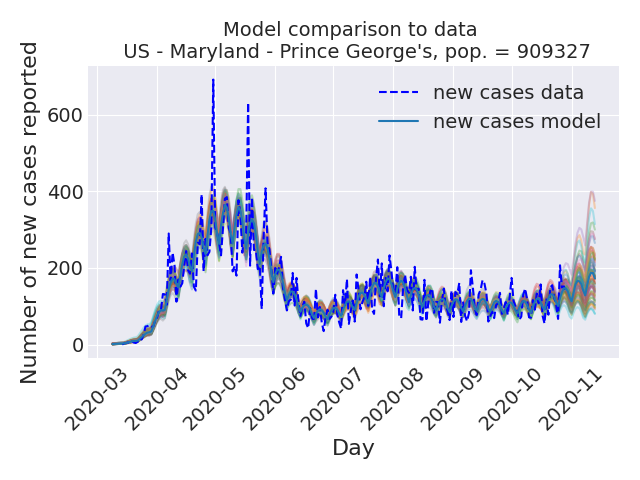 Model comparison to data
US - Maryland - Prince George's, pop. = 909327
Number of new cases reported
600
400
200
0
new cases data
new cases model
2020-03
2020-04
2020-05
2020-06
2020-07
2020-08
2020-09
2020-10
2020-11
Day